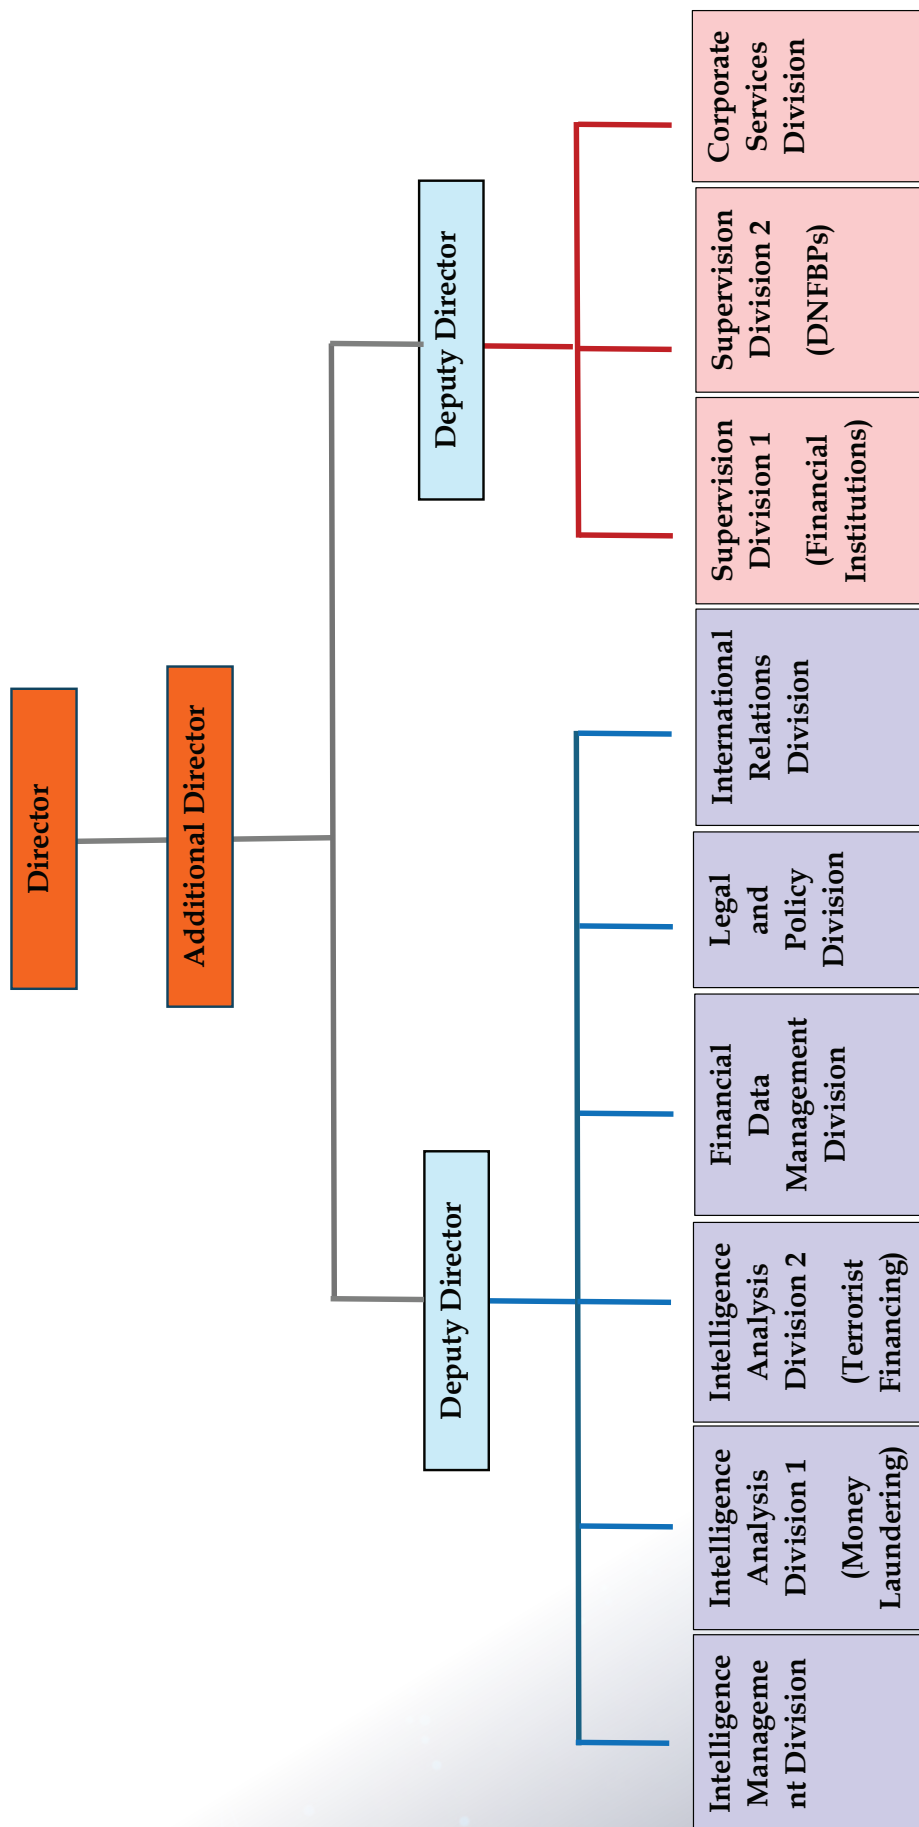 Director
Additional Director
Deputy Director
Deputy Director
Intelligence
Manageme
nt Division
Intelligence
Analysis
Division 1
(Money
Laundering)
Intelligence
Analysis
Division 2
(Terrorist
Financing)
Financial
Data
Management
Division
Legal
and
Policy
Division
International
Relations
Division
Supervision
Division 1
(Financial
Institutions)
Supervision
Division 2
(DNFBPs)
Corporate
Services
Division